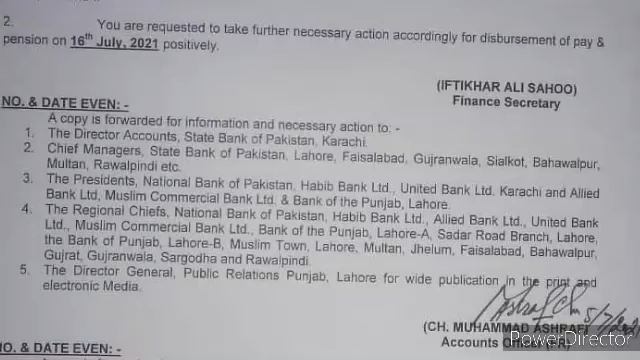 2. You are requested to take further necessary action accordingly for disbursement of pay &
pension on 16th July, 2021 positively.
(IFTIKHAR ALI SAHOO)
Finance Secretary
NO. & DATE EVEN: -
A copy is forwarded for information and necessary action to: -
1. The Director Accounts, State Bank of Pakistan, Karachi.
2. Chief Managers, State Bank of Pakistan, Lahore, Faisalabad, Gujranwala, Sialkot, Bahawalpur,
Multan, Rawalpindi etc.
3. The Presidents, National Bank of Pakistan, Habib Bank Ltd., United Bank Ltd. Karachi and Allied
Bank Ltd, Muslim Commercial Bank Ltd. & Bank of the Punjab, Lahore.
4. The Regional Chiefs, National Bank of Pakistan, Habib Bank Ltd., Allied Bank Ltd., United Bank
Ltd., Muslim Commercial Bank Ltd., Bank of the Punjab, Lahore-A, Sadar Road Branch, Lahore,
the Bank of Punjab, Lahore-B, Muslim Town, Lahore, Multan, Jhelum, Faisalabad, Bahawalpur,
Gujrat, Gujranwala, Sargodha and Rawalpindi.
5. The Director General, Public Relations Punjab, Lahore for wide publication in the print and
electronic Media.
(CH. MUHAMMAD ASHRAF)
Accounts Officer
NO. & DATE EVEN: -
PowerDirector